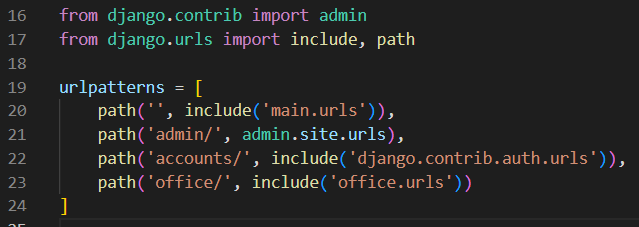 16 from django.contrib import admin
17 from django.urls import include, path
18
19 urlpatterns = [
20     path('', include('main.urls')),
21     path('admin/', admin.site.urls),
22     path('accounts/', include('django.contrib.auth.urls')),
23     path('office/', include('office.urls'))
24 ]